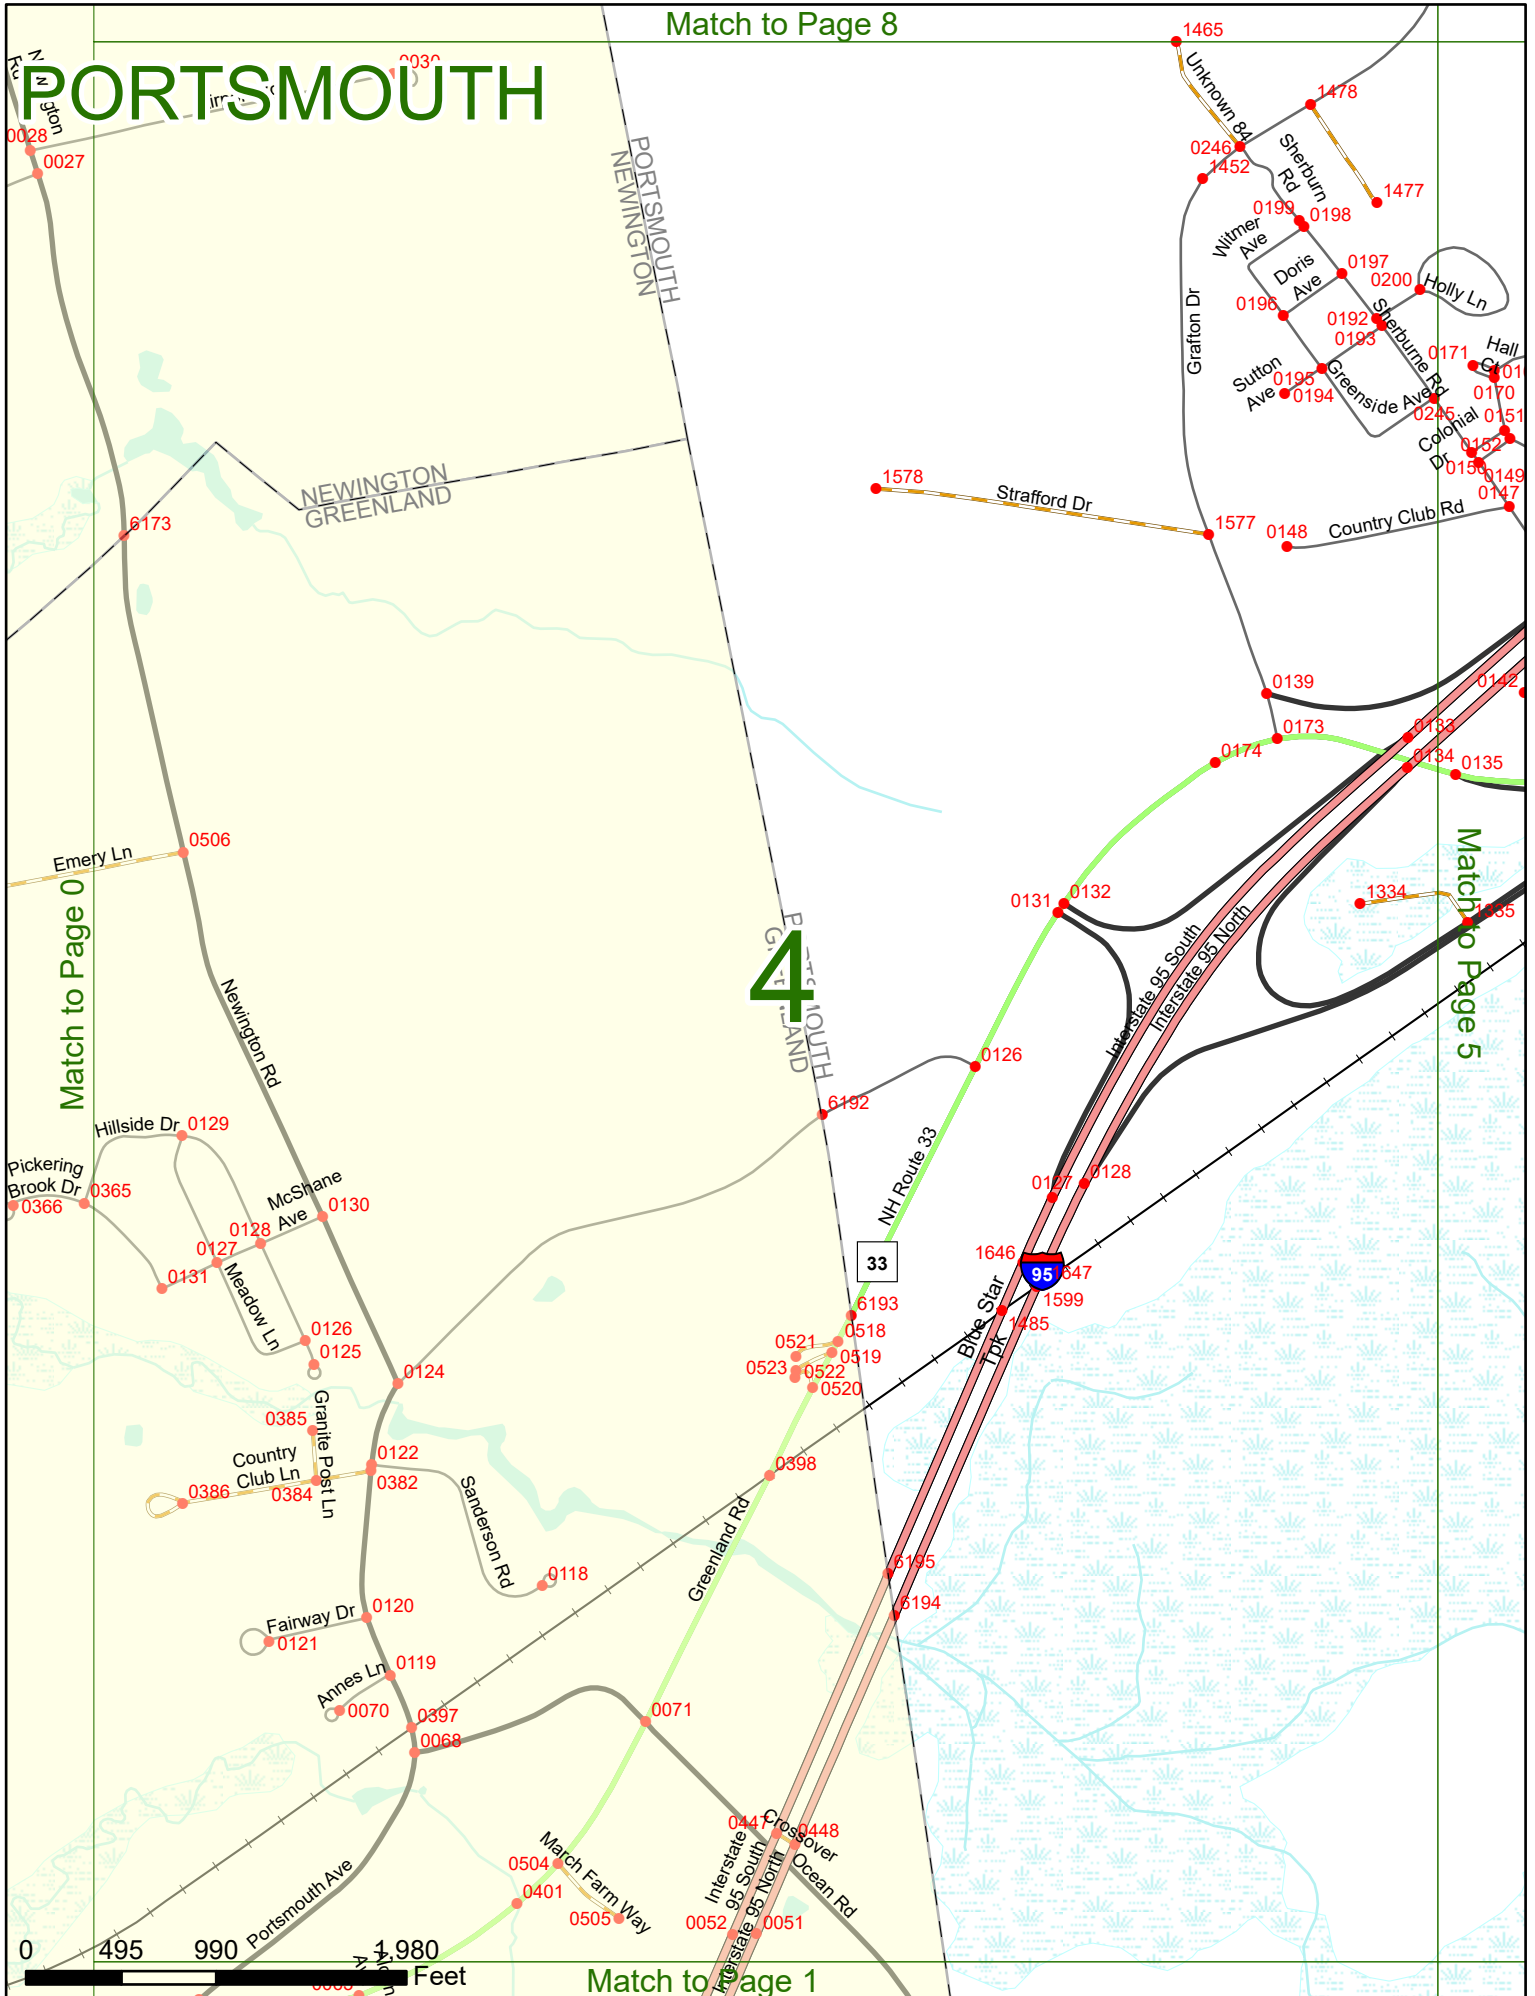 Match to Page 8
PORTSMOUTH
0030
1465
Unknown 84
1478
0028
0027
0246
1452
Sherburn
Rd
1477
PORTSMOUTH
NEWINGTON
0199
0198
Witmer
Ave
Doris
Ave
0197
0200
Holly Ln
0196
0192
0193
Sherburne Rd
Grafton Dr
0171
Hall
Ct
0170
Sutton
Ave
0195
0194
Greenside Ave
0245
0151
Colonial
Dr
0152
0150
0149
0147
NEWINGTON
GREENLAND
1578
Strafford Dr
1577
0148
Country Club Rd
6173
0139
0142
0173
0133
0174
0134
0135
0506
Emery Ln
Match to Page 0
Match to Page 5
0131
0132
1334
1335
PORTSMOUTH
GREENLAND
4
Interstate 95 South
Interstate 95 North
Newington Rd
0126
6192
Hillside Dr
0129
NH Route 33
Pickering
Brook Dr
0365
0366
McShane
Ave
0130
0127
0128
0128
0127
0131
Meadow Ln
33
1646
95
1647
1599
1485
Blue Star
Tpk
6193
0518
0521
0519
0523
0522
0520
0126
0125
0124
0385
Granite Post Ln
Country
Club Ln
0122
0382
0384
0386
0398
Sanderson Rd
Greenland Rd
0118
6195
6194
0120
Fairway Dr
0121
0119
Annes Ln
0070
0397
0068
0071
0447
Crossover
0448
Interstate
95 South
Interstate 95 North
Ocean Rd
0504
March Farm Way
0401
0505
0052
0051
Portsmouth Ave
0 495 990 1,980
Feet
Match to Page 1